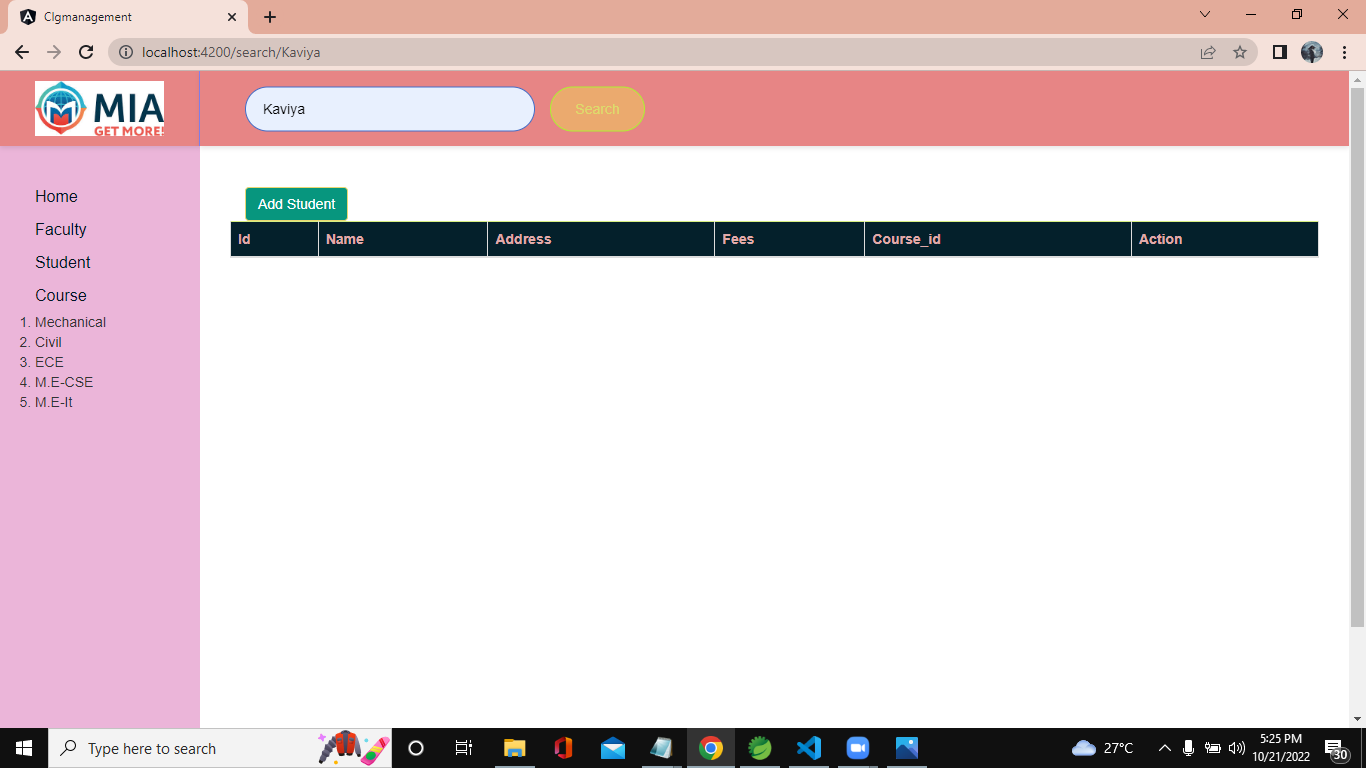 Clgmanagement
localhost:4200/search/Kaviya
MIA
GET MORE!
Kaviya
Search
Home
Faculty
Student
Course
1. Mechanical
2. Civil
3. ECE
4. M.E-CSE
5. M.E-It
Add Student
Id Name Address Fees Course_id Action
Type here to search
27°C
5:25 PM
10/21/2022
30